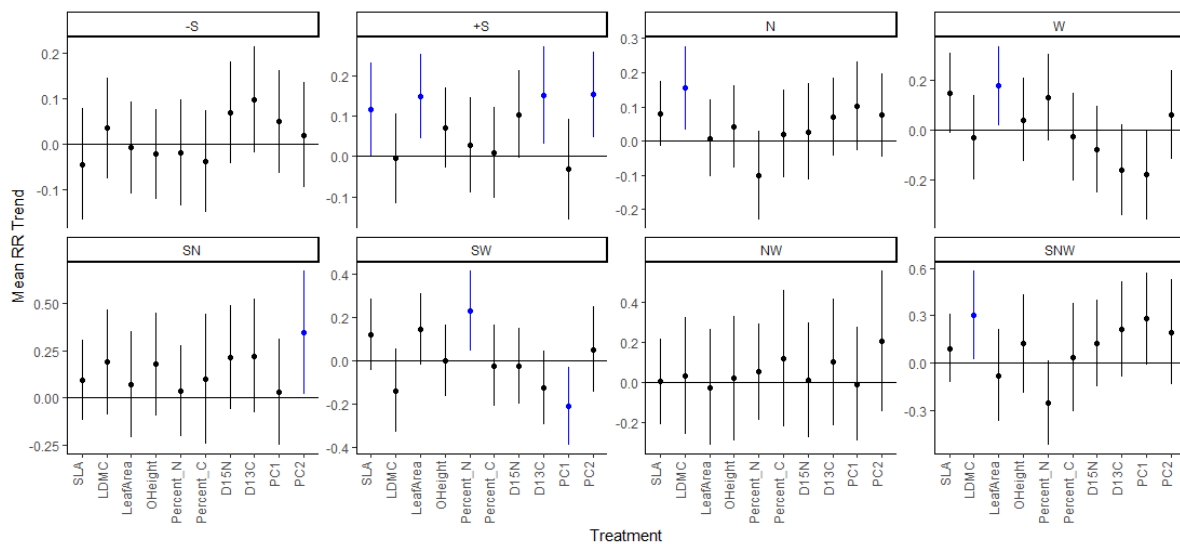 -S
+S
N
W
0.2
0.1
0.0
-0.1
0.2
0.1
0.0
-0.1
0.3
0.2
0.1
0.0
-0.1
-0.2
0.2
0.0
-0.2
Mean RR Trend
SN
SW
NW
SNW
0.50
0.25
0.00
-0.25
0.4
0.2
0.0
-0.2
-0.4
0.4
0.2
0.0
-0.2
0.6
0.3
0.0
-0.3
SLA
LDMC
LeafArea
OHeight
Percent_N
Percent_C
D15N
D13C
PC1
PC2
SLA
LDMC
LeafArea
OHeight
Percent_N
Percent_C
D15N
D13C
PC1
PC2
SLA
LDMC
LeafArea
OHeight
Percent_N
Percent_C
D15N
D13C
PC1
PC2
SLA
LDMC
LeafArea
OHeight
Percent_N
Percent_C
D15N
D13C
PC1
PC2
Treatment